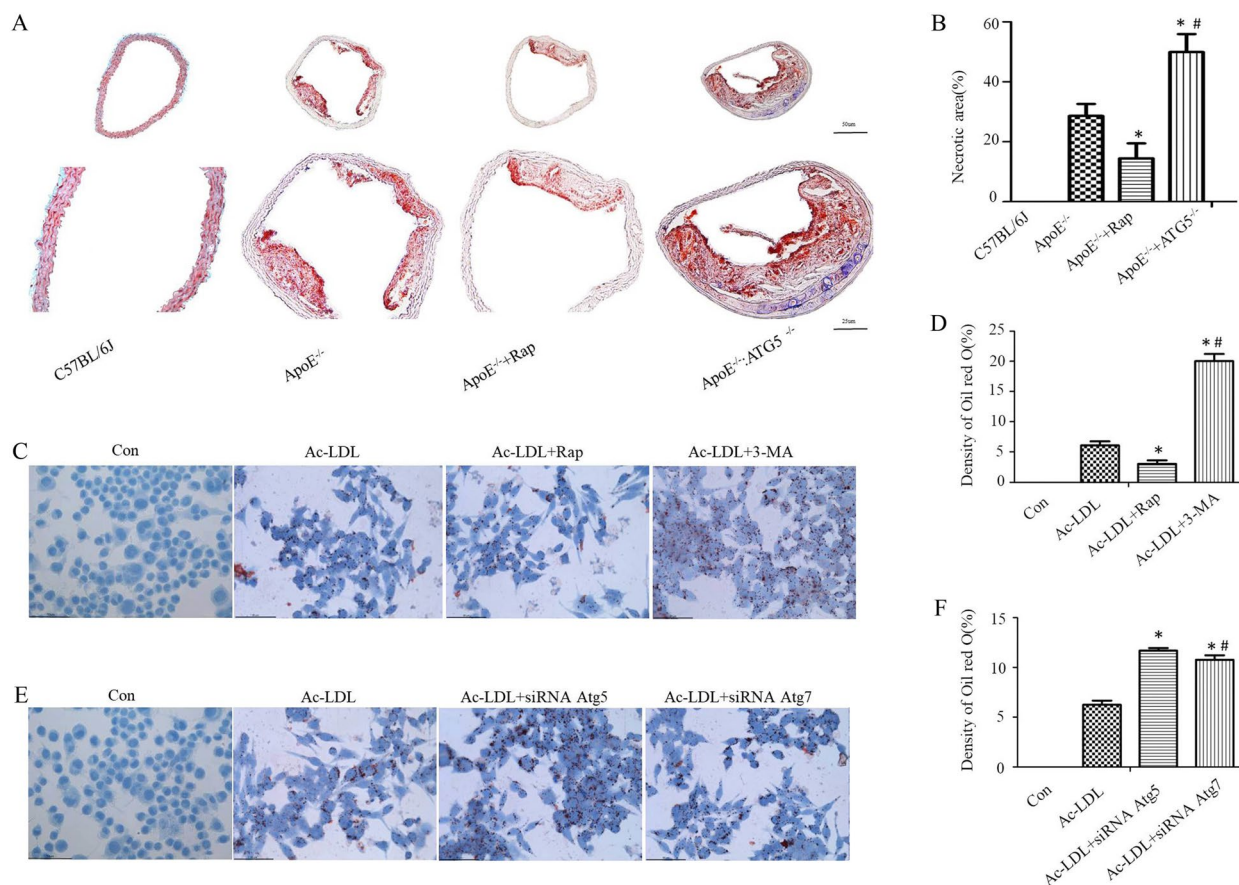 A
50um
25um
C57BL/6J
ApoE-/-
ApoE-/-+Rap
ApoE-/-:ATG5 -/-
B
Necrotic area(%)
60
40
20
0
*
* #
C57BL/6J
ApoE-/-
ApoE-/-+Rap
ApoE-/-+ATG5-/-
C
Con
Ac-LDL
Ac-LDL+Rap
Ac-LDL+3-MA
D
Density of Oil red O(%)
25
20
15
10
5
0
*
* #
Con
Ac-LDL
Ac-LDL+Rap
Ac-LDL+3-MA
E
Con
Ac-LDL
Ac-LDL+siRNA Atg5
Ac-LDL+siRNA Atg7
F
Density of Oil red O(%)
15
10
5
0
*
* #
Con
Ac-LDL
Ac-LDL+siRNA Atg5
Ac-LDL+siRNA Atg7